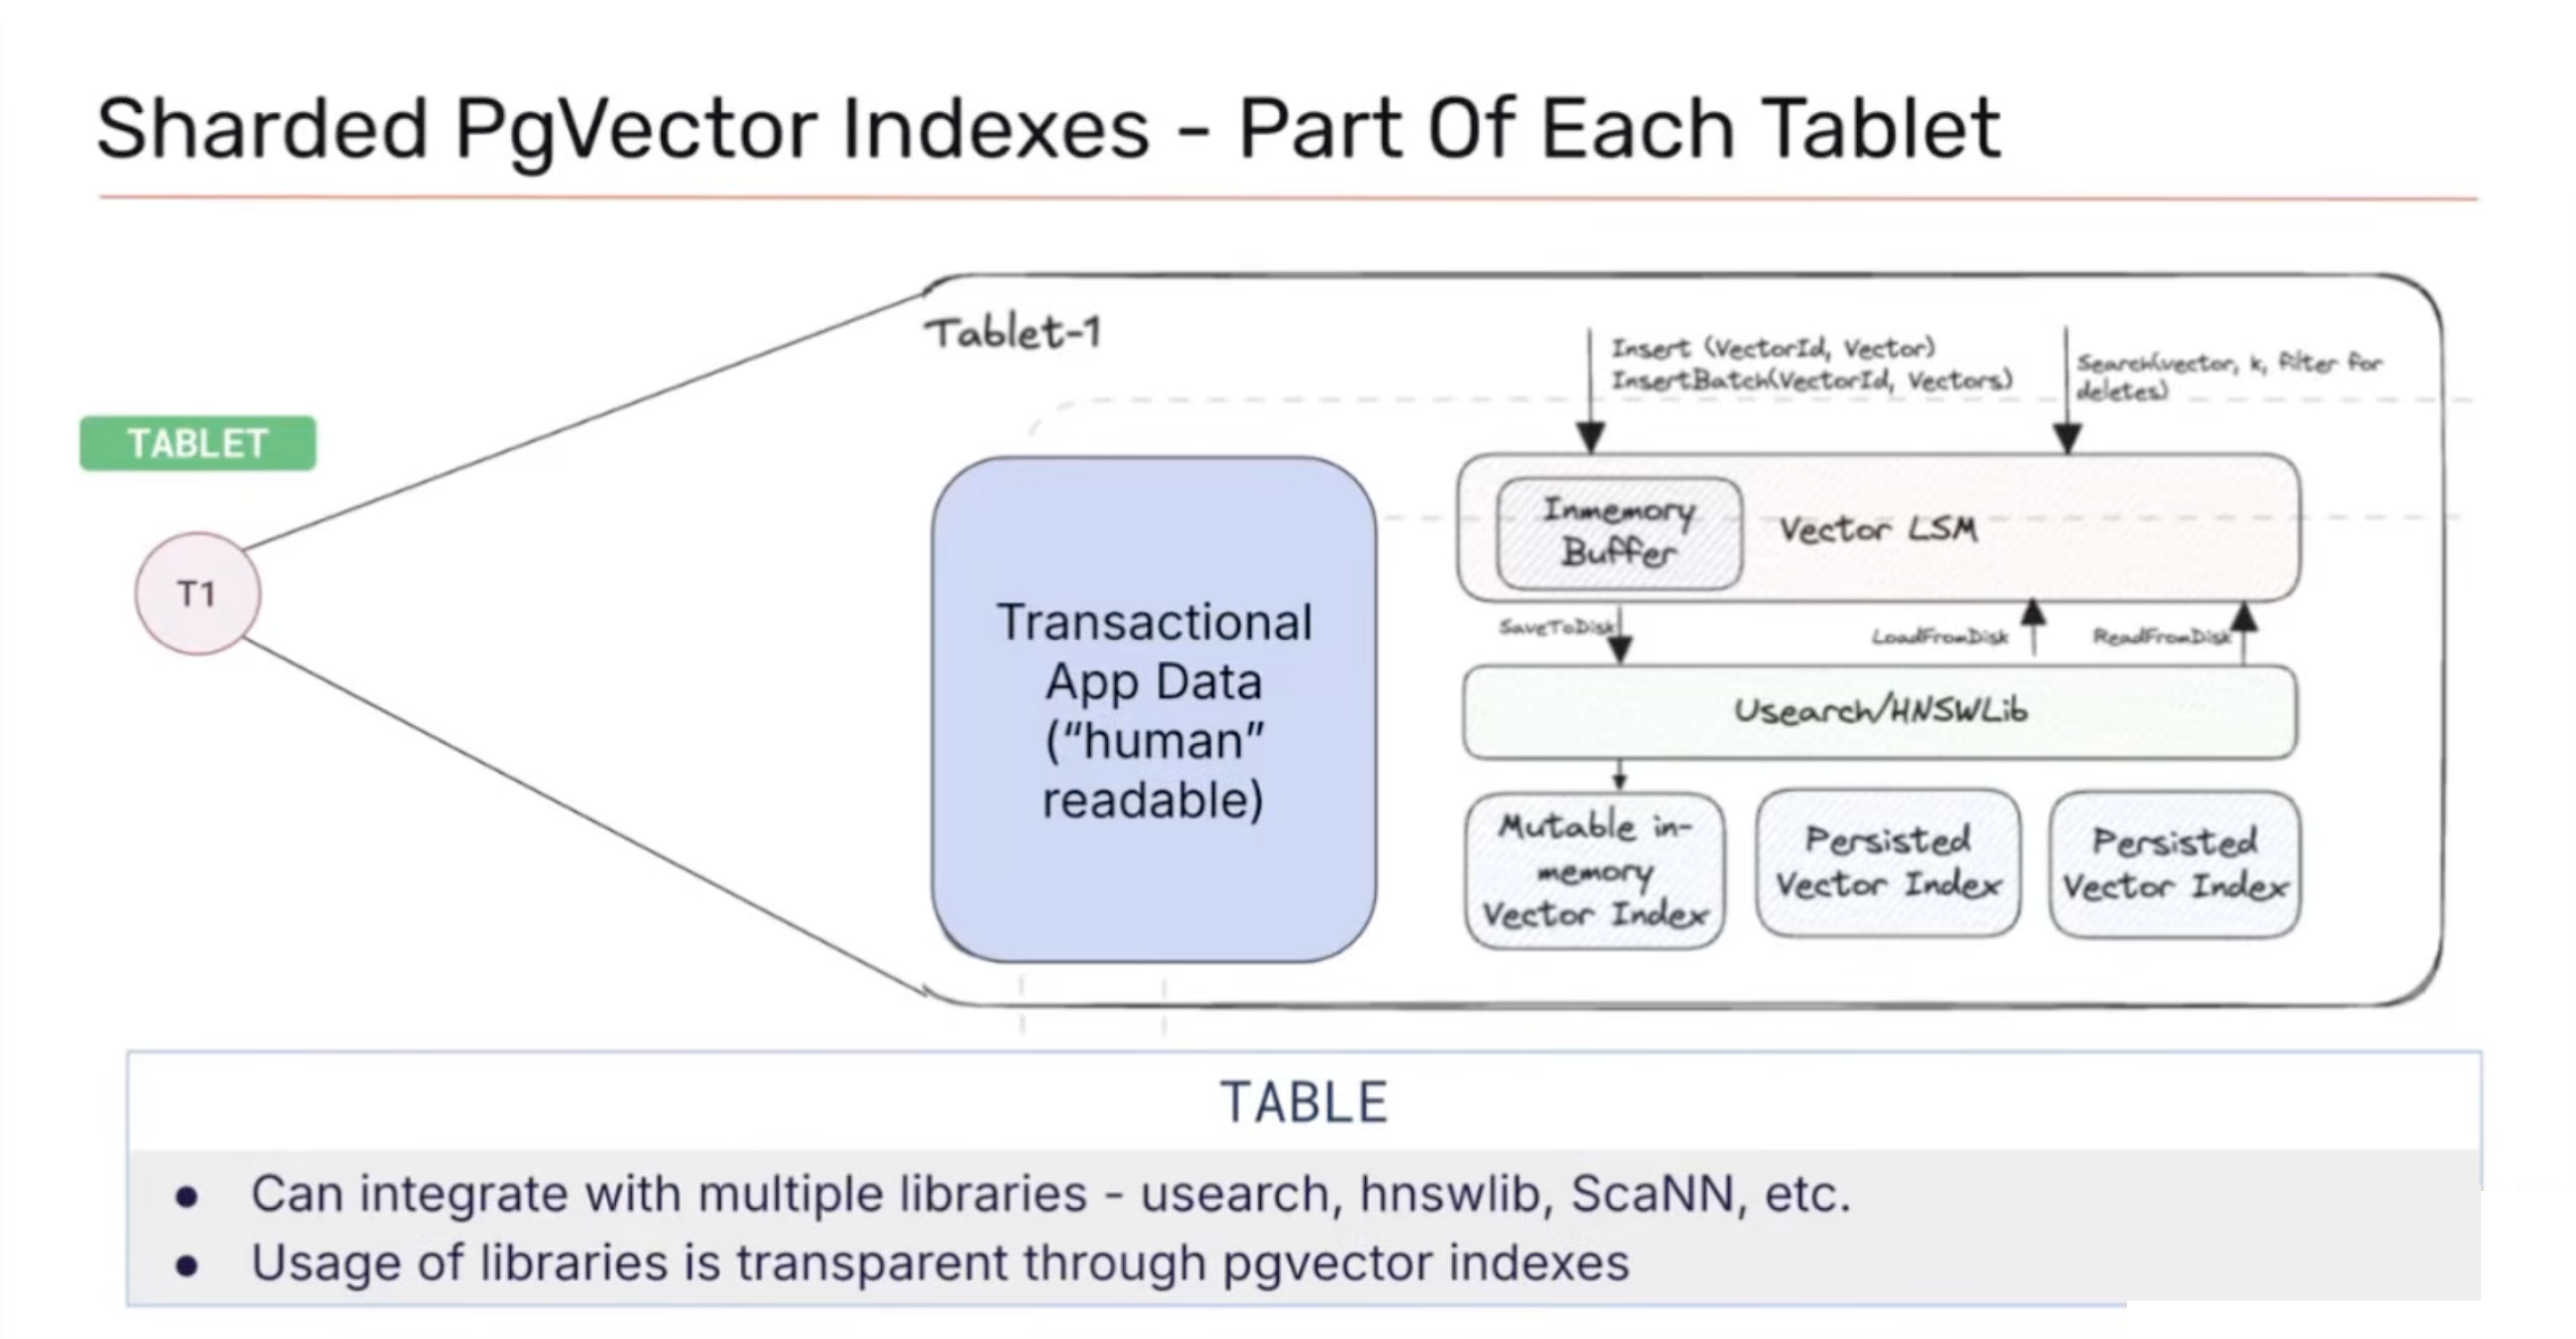 Sharded PgVector Indexes - Part Of Each Tablet
TABLET
T1
Tablet-1
Transactional
App Data
(“human”
readable)
Insert (VectorId, Vector)
InsertBatch(VectorId, Vectors)
Search(vector, k, filter for
deletes)
Inmemory
Buffer
Vector LSM
SaveToDisk
LoadFromDisk
ReadFromDisk
Usearch/HNSWLib
Mutable in-
memory
Vector Index
Persisted
Vector Index
Persisted
Vector Index
TABLE
● Can integrate with multiple libraries - usearch, hnswlib, ScaNN, etc.
● Usage of libraries is transparent through pgvector indexes